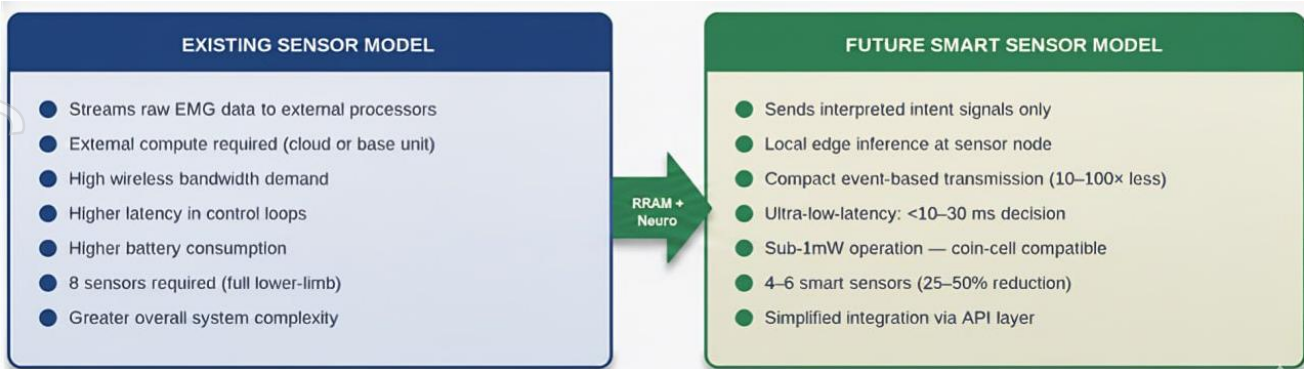 EXISTING SENSOR MODEL
Streams raw EMG data to external processors
External compute required (cloud or base unit)
High wireless bandwidth demand
Higher latency in control loops
Higher battery consumption
8 sensors required (full lower-limb)
Greater overall system complexity
RRAM +
Neuro
FUTURE SMART SENSOR MODEL
Sends interpreted intent signals only
Local edge inference at sensor node
Compact event-based transmission (10–100× less)
Ultra-low-latency: <10–30 ms decision
Sub-1mW operation — coin-cell compatible
4–6 smart sensors (25–50% reduction)
Simplified integration via API layer